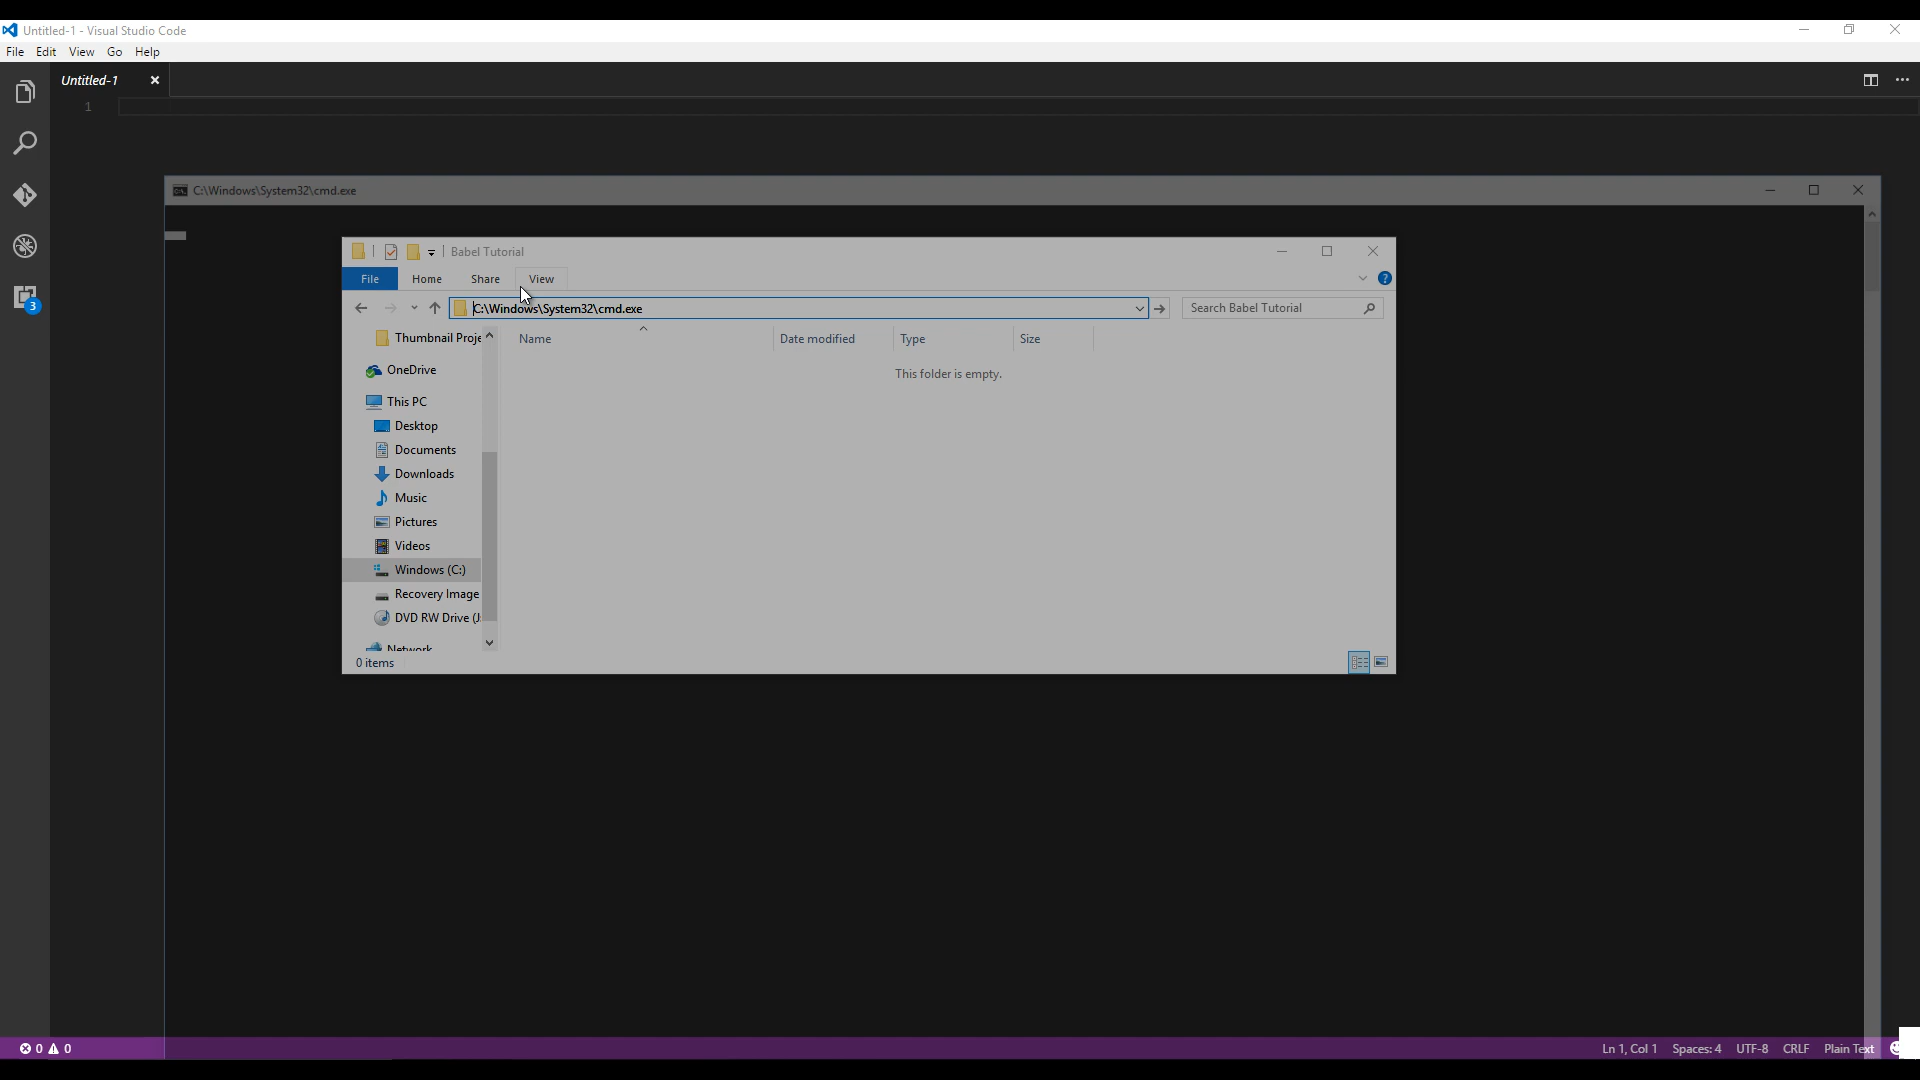 Untitled-1 - Visual Studio Code
File Edit View Go Help
Untitled-1
1
C:\Windows\System32\cmd.exe
Babel Tutorial
File Home Share View
C:\Windows\System32\cmd.exe
Search Babel Tutorial
Name Date modified Type Size
Thumbnail Proje
This folder is empty.
OneDrive
This PC
Desktop
Documents
Downloads
Music
Pictures
Videos
Windows (C:)
3
Recovery Image
DVD RW Drive (J:
Network
0 items
0 0
Ln 1, Col 1 Spaces: 4 UTF-8 CRLF Plain Text